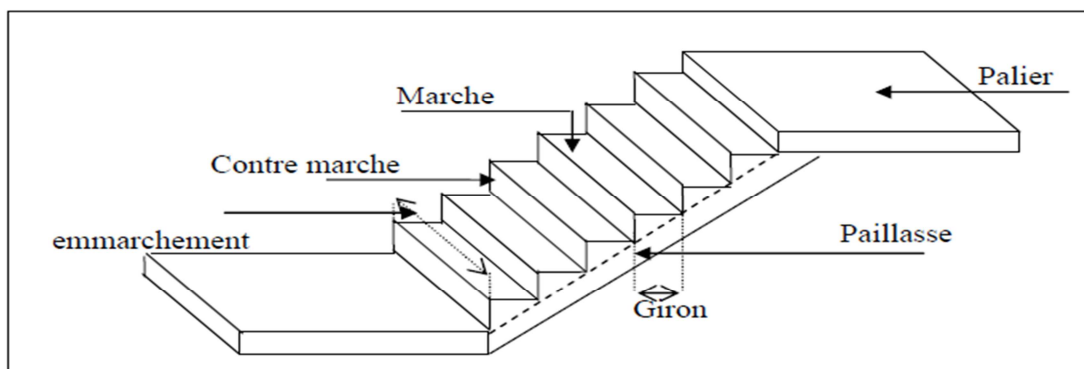 Palier
Marche
Contre marche
emmarchement
Paillasse
Giron